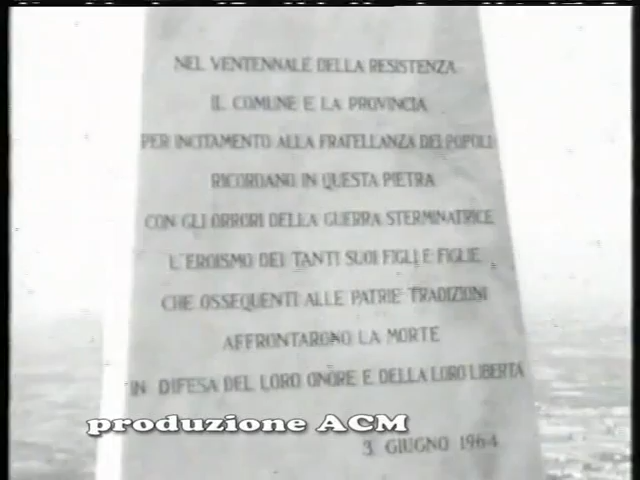 NEL VENTENNALE DELLA RESISTENZA
IL COMUNE E LA PROVINCIA
PER INCITAMENTO ALLA FRATELLANZA DEI POPOLI
RICORDANO IN QUESTA PIETRA
CON GLI ORRORI DELLA GUERRA STERMINATRICE
L'EROISMO DEI TANTI SUOI FIGLI E FIGLIE
CHE OSSEQUENTI ALLE PATRIE TRADIZIONI
AFFRONTARONO LA MORTE
IN DIFESA DEL LORO ONORE E DELLA LORO LIBERTA
produzione ACM
3 GIUGNO 1964